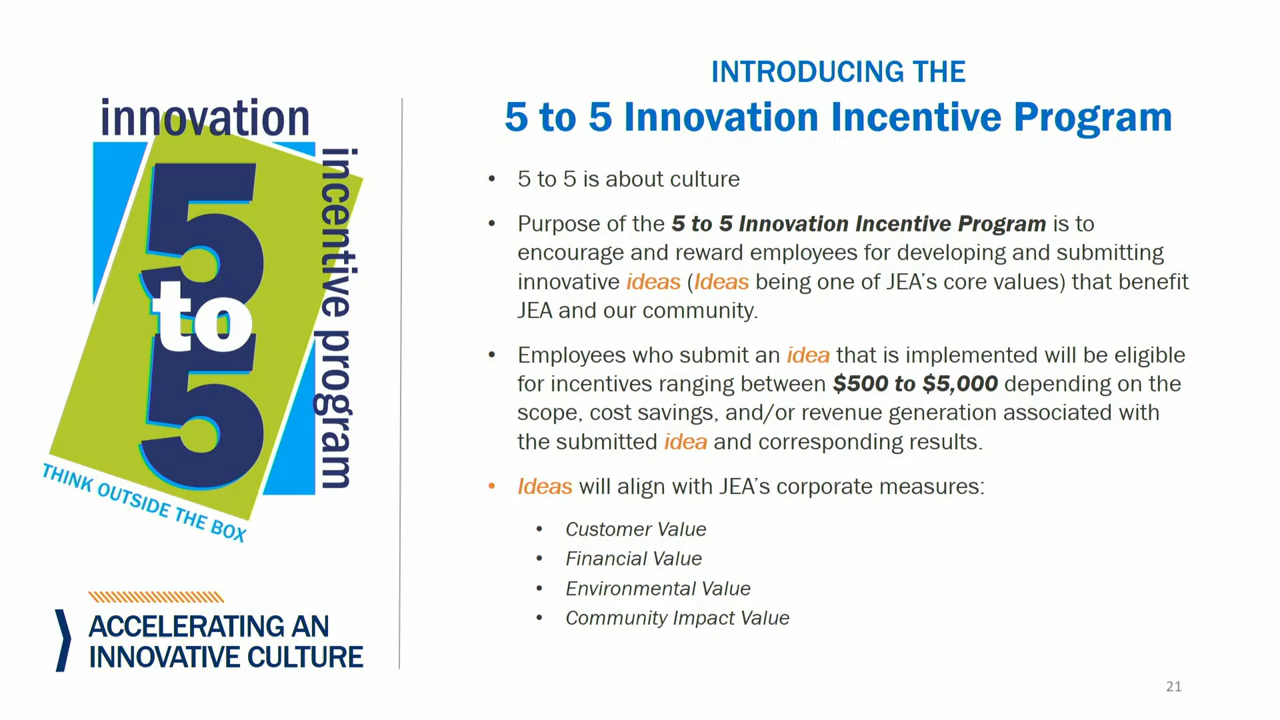 innovation
incentive program
5
to
5
THINK OUTSIDE THE BOX
ACCELERATING AN
INNOVATIVE CULTURE
INTRODUCING THE
5 to 5 Innovation Incentive Program
• 5 to 5 is about culture
• Purpose of the 5 to 5 Innovation Incentive Program is to
encourage and reward employees for developing and submitting
innovative ideas (Ideas being one of JEA’s core values) that benefit
JEA and our community.
• Employees who submit an idea that is implemented will be eligible
for incentives ranging between $500 to $5,000 depending on the
scope, cost savings, and/or revenue generation associated with
the submitted idea and corresponding results.
• Ideas will align with JEA’s corporate measures:
• Customer Value
• Financial Value
• Environmental Value
• Community Impact Value
21